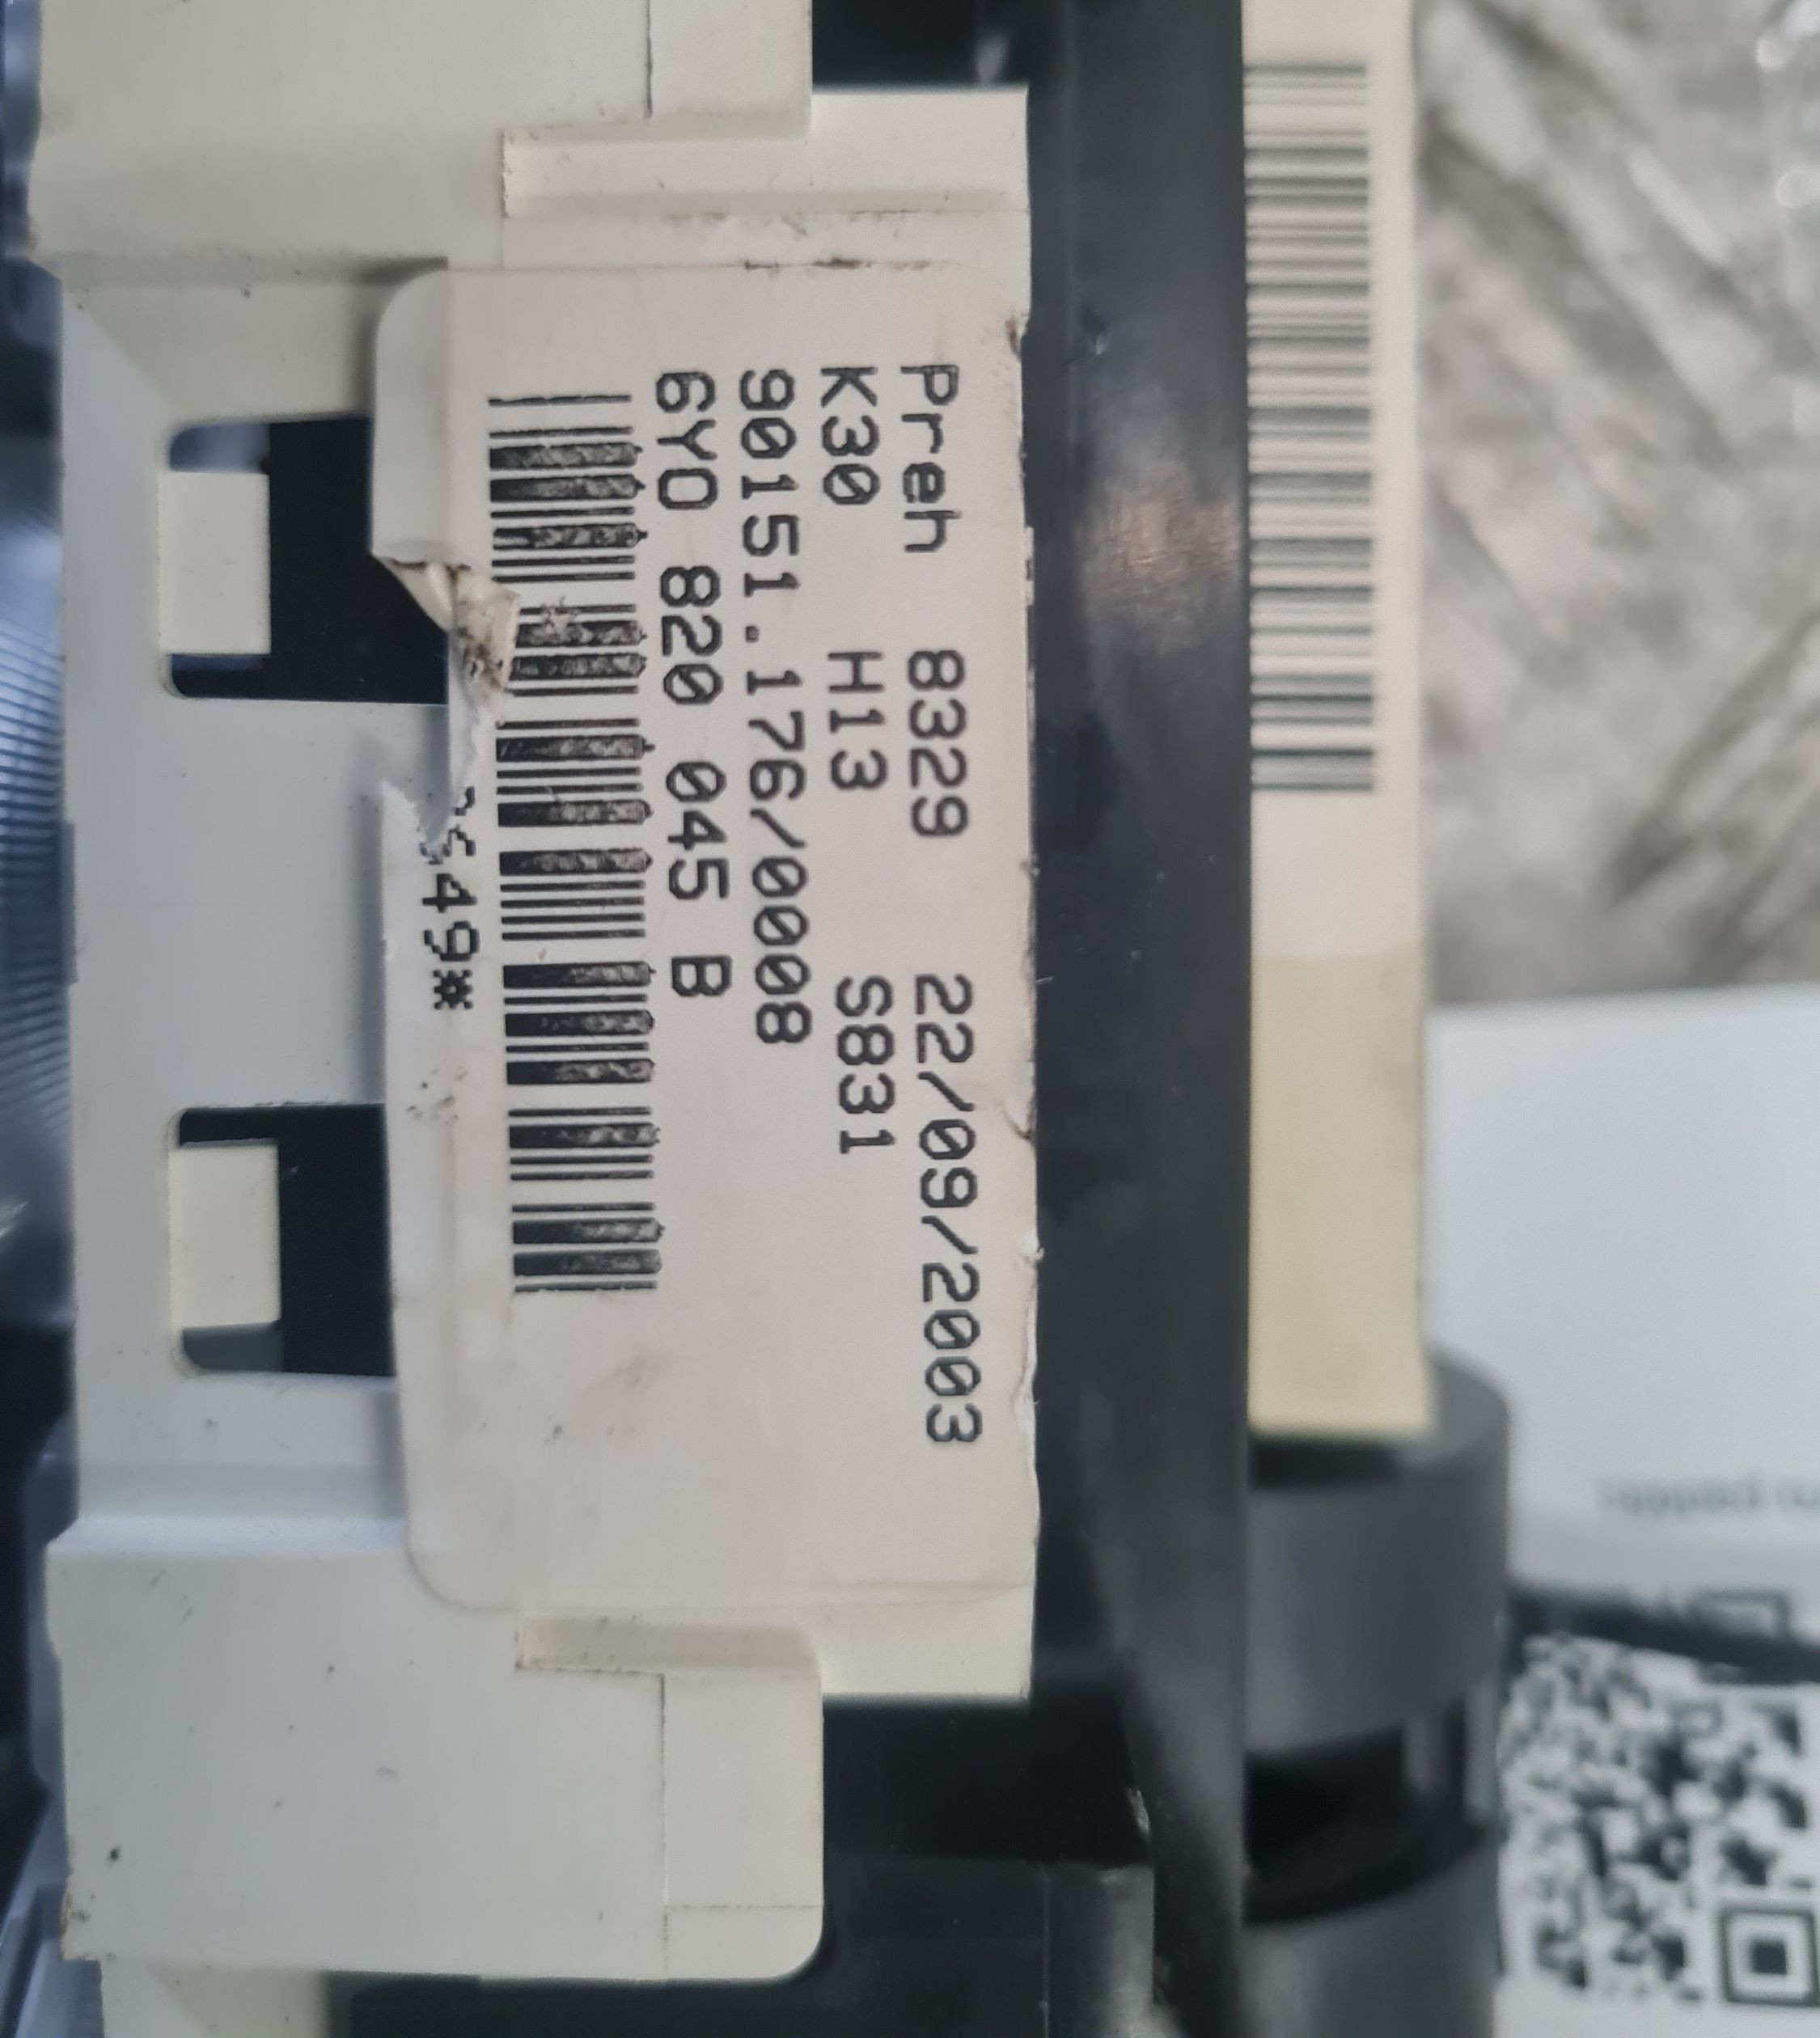 Preh 8329 22/09/2003
K30 H13 S831
90151.176/0008
6Y0 820 045 B
49*